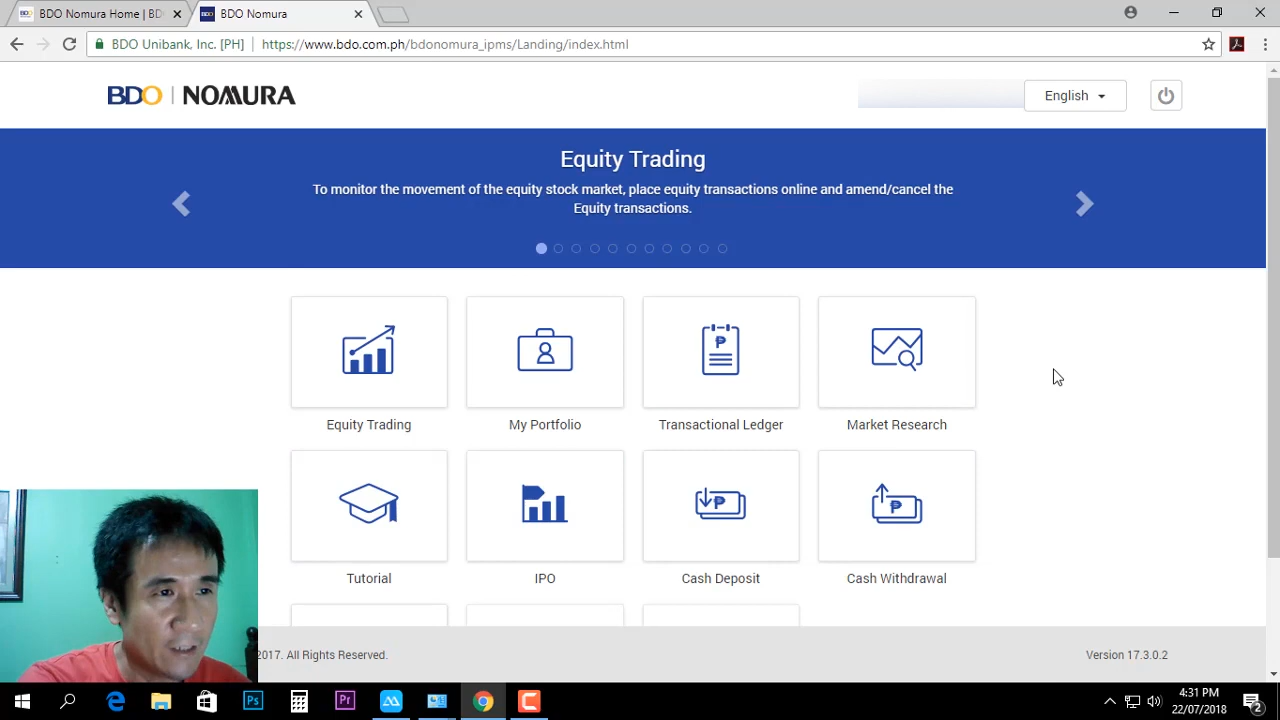 BDO Nomura Home | BD
BDO Nomura
BDO Unibank, Inc. [PH] https://www.bdo.com.ph/bdonomura_ipms/Landing/index.html
BDO | NOMURA
English
Equity Trading
To monitor the movement of the equity stock market, place equity transactions online and amend/cancel the
Equity transactions.
Equity Trading
My Portfolio
Transactional Ledger
Market Research
Tutorial
IPO
Cash Deposit
Cash Withdrawal
2017. All Rights Reserved.
Version 17.3.0.2
Ps
Pr
4:31 PM
22/07/2018
2